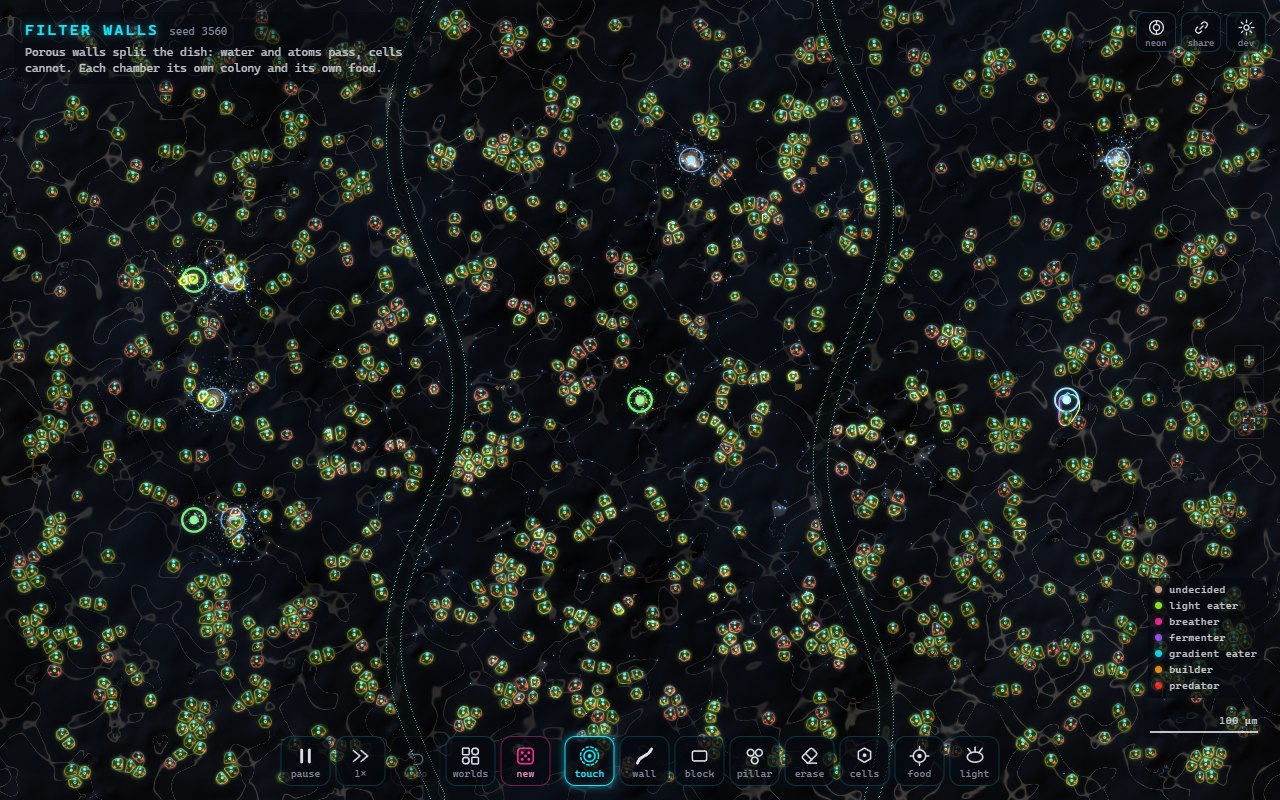 FILTER WALLS seed 3560
Porous walls split the dish: water and atoms pass, cells
cannot. Each chamber its own colony and its own food.
neon share dev
undecided
light eater
breather
fermenter
gradient eater
builder
predator
100 µm
pause 1× worlds new touch wall block pillar erase cells food light